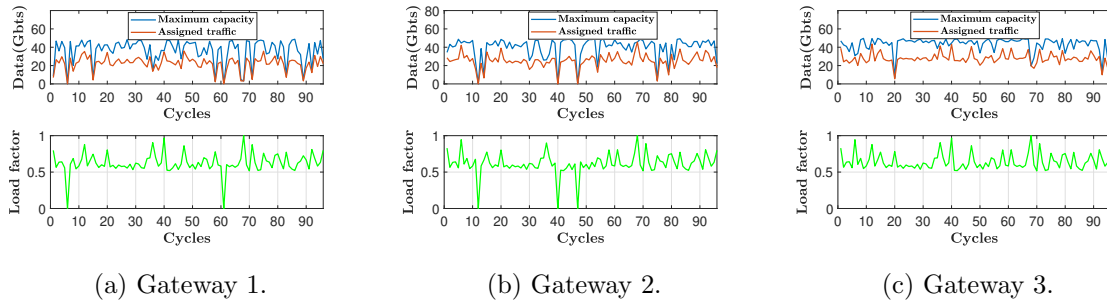 Data(Gbts)
80
60
40
20
0
Maximum capacity
Assigned traffic
0 10 20 30 40 50 60 70 80 90
Cycles
Load factor
1
0.5
0
0 10 20 30 40 50 60 70 80 90
Cycles
(a) Gateway 1.
Data(Gbts)
80
60
40
20
0
Maximum capacity
Assigned traffic
0 10 20 30 40 50 60 70 80 90
Cycles
Load factor
1
0.5
0
0 10 20 30 40 50 60 70 80 90
Cycles
(b) Gateway 2.
Data(Gbts)
80
60
40
20
0
Maximum capacity
Assigned traffic
0 10 20 30 40 50 60 70 80 90
Cycles
Load factor
1
0.5
0
0 10 20 30 40 50 60 70 80 90
Cycles
(c) Gateway 3.